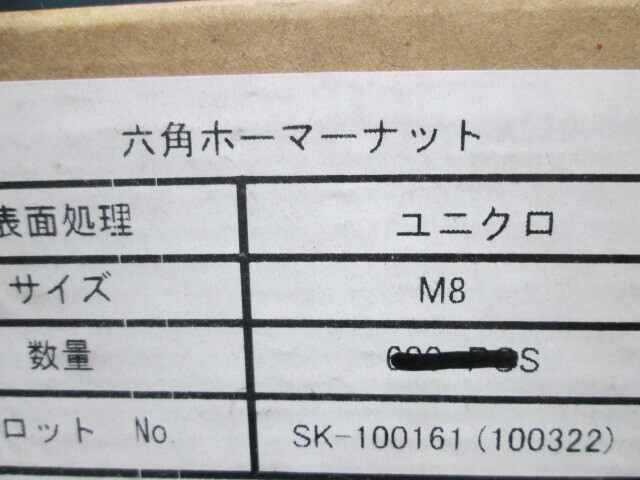 六角ホーマーナット
表面処理 ユニクロ
サイズ M8
数量 S
ロット No. SK-100161(100322)